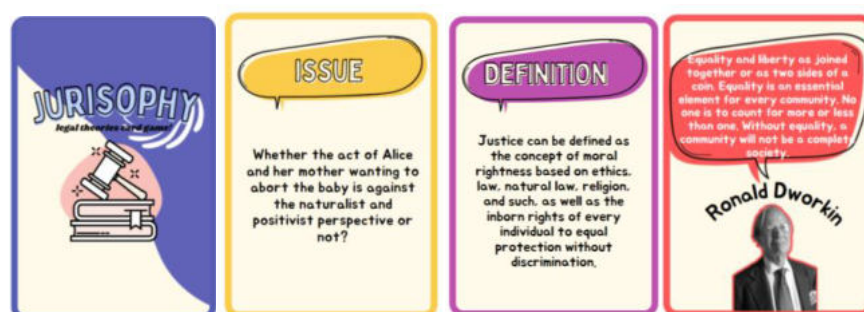 JURISOPHY
legal theories card game!
ISSUE
Whether the act of Alice
and her mother wanting to
abort the baby is against
the naturalist and
positivist perspective or
not?
DEFINITION
Justice can be defined as
the concept of moral
rightness based on ethics,
law, natural law, religion,
and such, as well as the
inborn rights of every
individual to equal
protection without
discrimination.
Equality and liberty as joined
together or as two sides of a
coin. Equality is an essential
element for every community. No
one is to count for more or less
than one. Without equality, a
community will not be a complete
society.
Ronald Dworkin